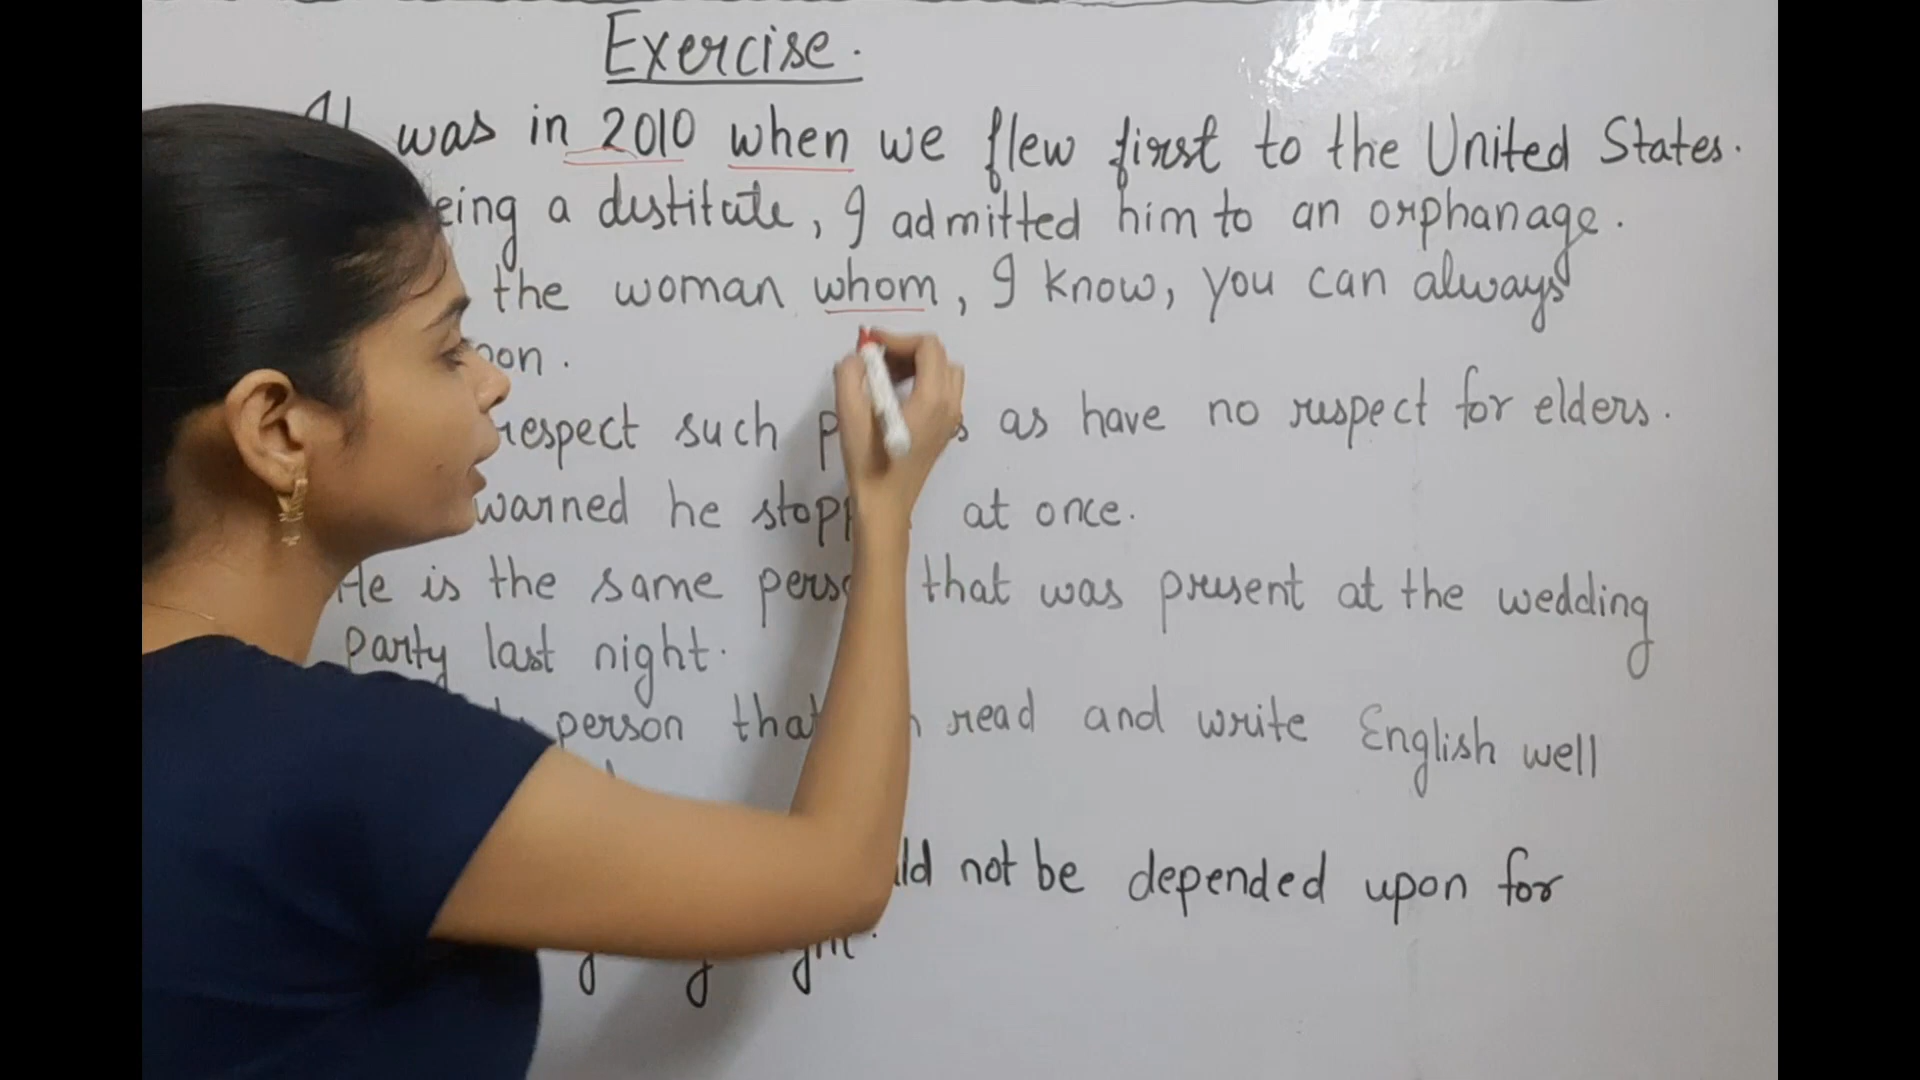 Exercise.
was in 2010 when we flew first to the United States.
eing a destitute, I admitted him to an orphanage.
the woman whom, I know, you can always
pon.
respect such as have no respect for elders.
warned he stopp at once.
He is the same perso that was present at the wedding
party last night.
person that read and write English well
ld not be depended upon for